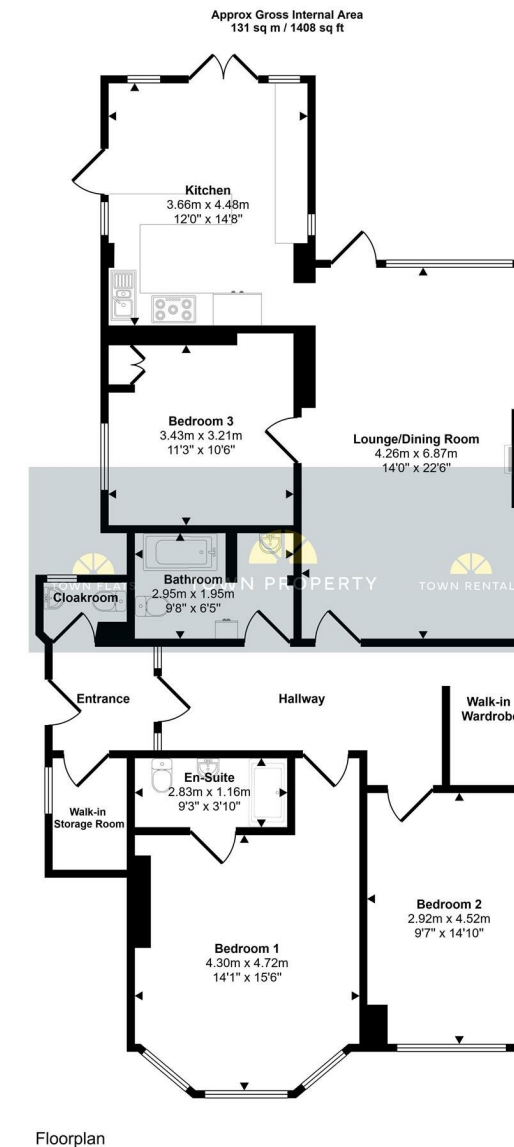 Approx Gross Internal Area
131 sq m / 1408 sq ft
Kitchen
3.66m x 4.48m
12'0" x 14'8"
Bedroom 3
3.43m x 3.21m
11'3" x 10'6"
Lounge/Dining Room
4.26m x 6.87m
14'0" x 22'6"
TOWN FLATS
TOWN PROPERTY
TOWN RENTAL
Bathroom
2.95m x 1.95m
9'8" x 6'5"
Cloakroom
Entrance
Hallway
Walk-in
Wardrobe
En-Suite
2.83m x 1.16m
9'3" x 3'10"
Walk-in
Storage Room
Bedroom 2
2.92m x 4.52m
9'7" x 14'10"
Bedroom 1
4.30m x 4.72m
14'1" x 15'6"
Floorplan